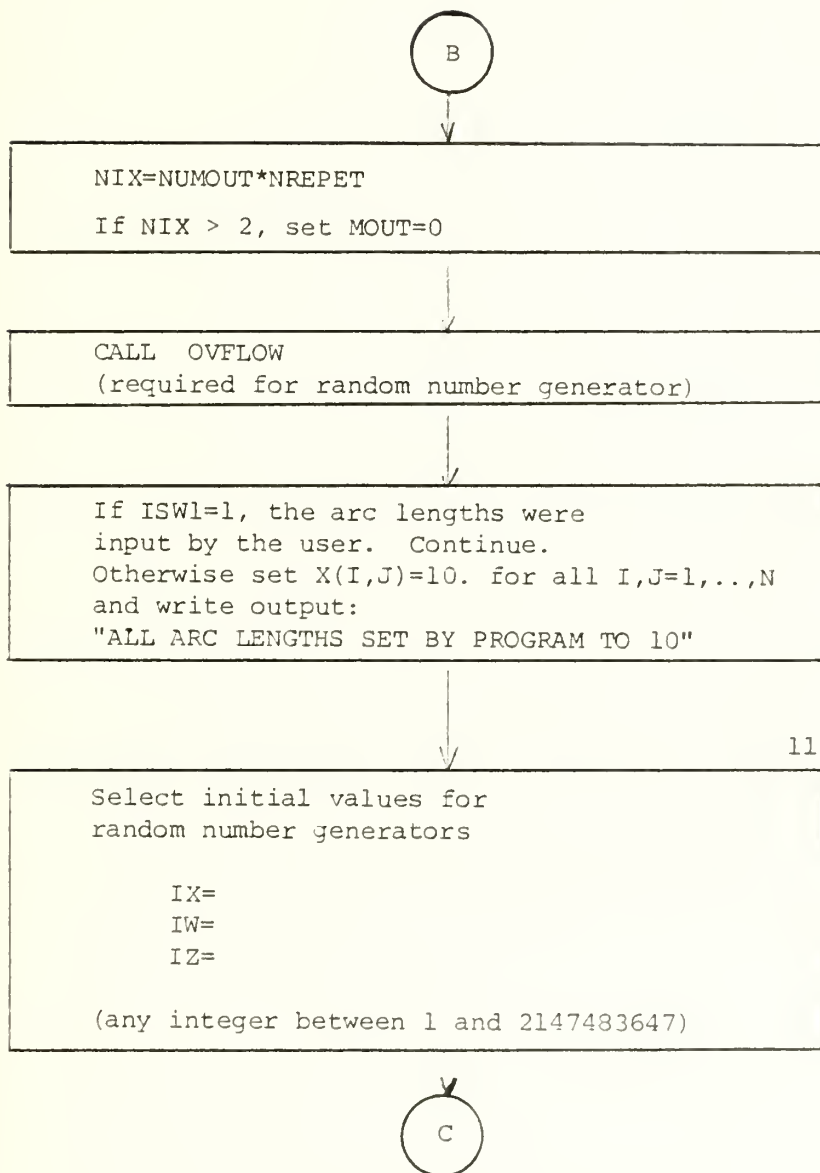 B
NIX=NUMOUT*NREPET
If NIX > 2, set MOUT=0
CALL OVFLOW
(required for random number generator)
If ISW1=1, the arc lengths were
input by the user. Continue.
Otherwise set X(I,J)=10. for all I,J=1,..,N
and write output:
"ALL ARC LENGTHS SET BY PROGRAM TO 10"
11
Select initial values for
random number generators
IX=
IW=
IZ=
(any integer between 1 and 2147483647)
C